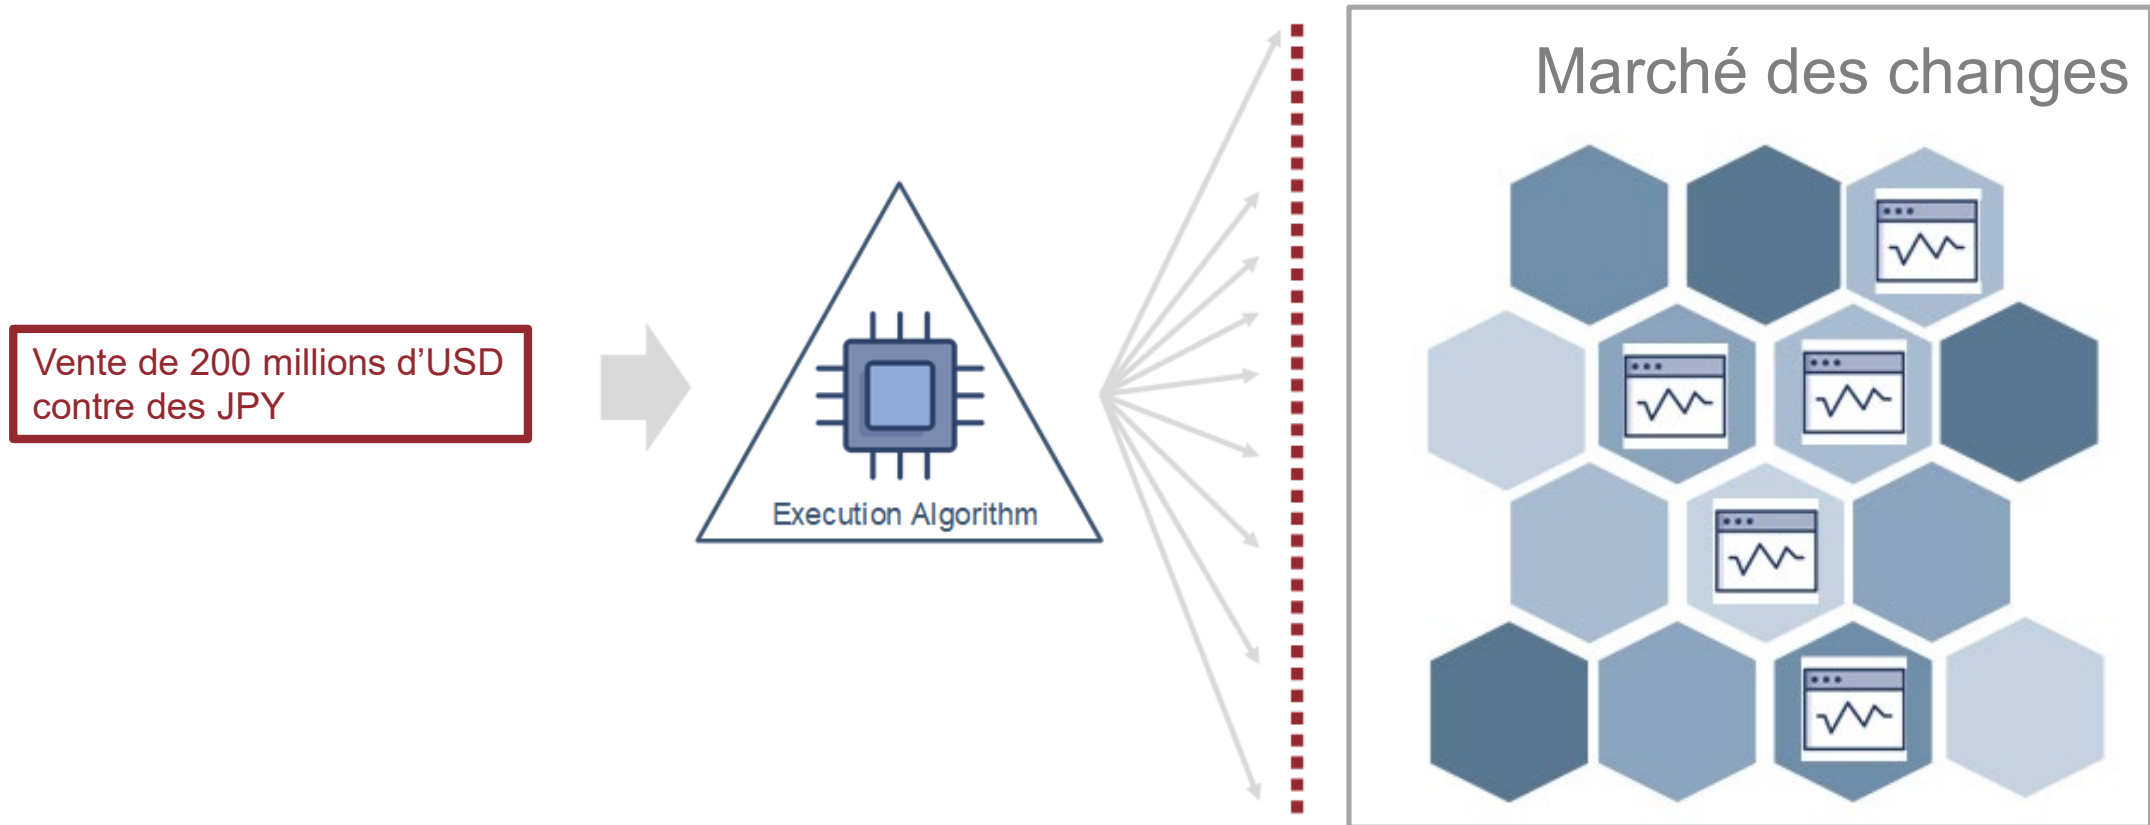 Marché des changes
Vente de 200 millions d’USD
contre des JPY
Execution Algorithm